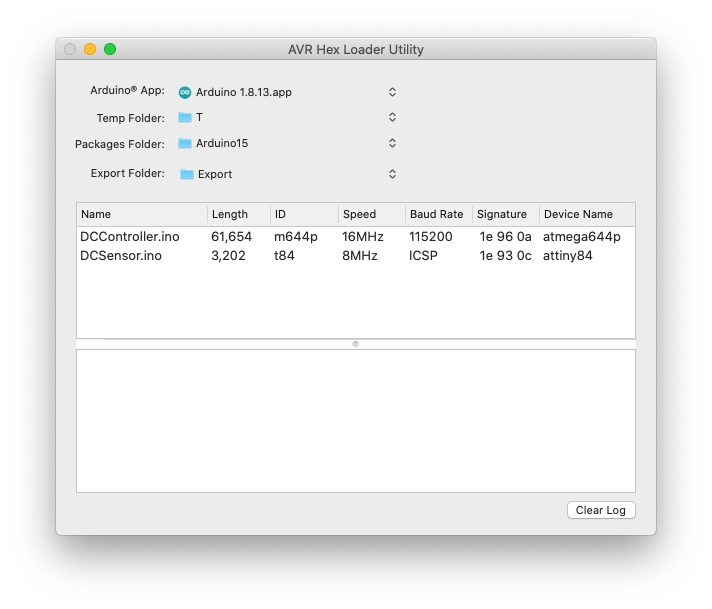 AVR Hex Loader Utility
Arduino® App: Arduino 1.8.13.app
Temp Folder: T
Packages Folder: Arduino15
Export Folder: Export
Name Length ID Speed Baud Rate Signature Device Name
DCController.ino 61,654 m644p 16MHz 115200 1e 96 0a atmega644p
DCSensor.ino 3,202 t84 8MHz ICSP 1e 93 0c attiny84
Clear Log